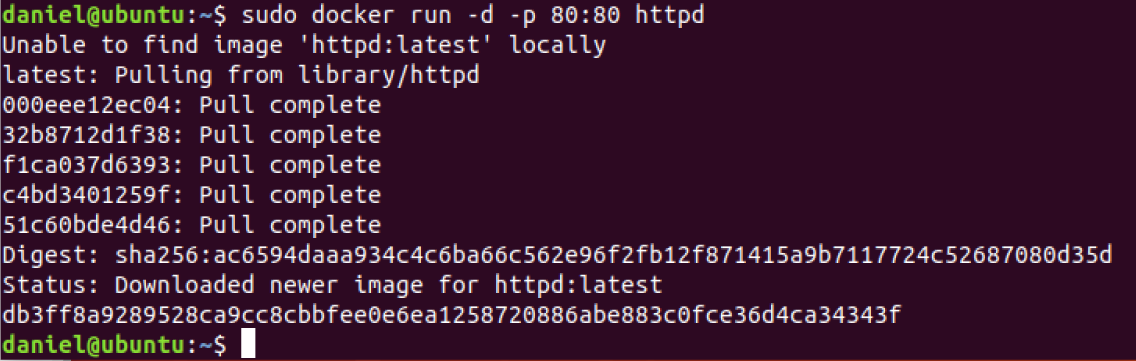 daniel@ubuntu:~$ sudo docker run -d -p 80:80 httpd
Unable to find image 'httpd:latest' locally
latest: Pulling from library/httpd
000eee12ec04: Pull complete
32b8712d1f38: Pull complete
f1ca037d6393: Pull complete
c4bd3401259f: Pull complete
51c60bde4d46: Pull complete
Digest: sha256:ac6594daaa934c4c6ba66c562e96f2fb12f871415a9b7117724c52687080d35d
Status: Downloaded newer image for httpd:latest
db3ff8a9289528ca9cc8cbbfee0e6ea1258720886abe883c0fce36d4ca34343f
daniel@ubuntu:~$